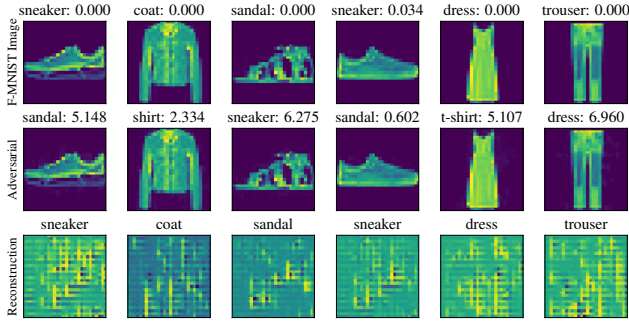 sneaker: 0.000 coat: 0.000 sandal: 0.000 sneaker: 0.034 dress: 0.000 trouser: 0.000
F-MNIST Image
sandal: 5.148 shirt: 2.334 sneaker: 6.275 sandal: 0.602 t-shirt: 5.107 dress: 6.960
Adversarial
sneaker coat sandal sneaker dress trouser
Reconstruction